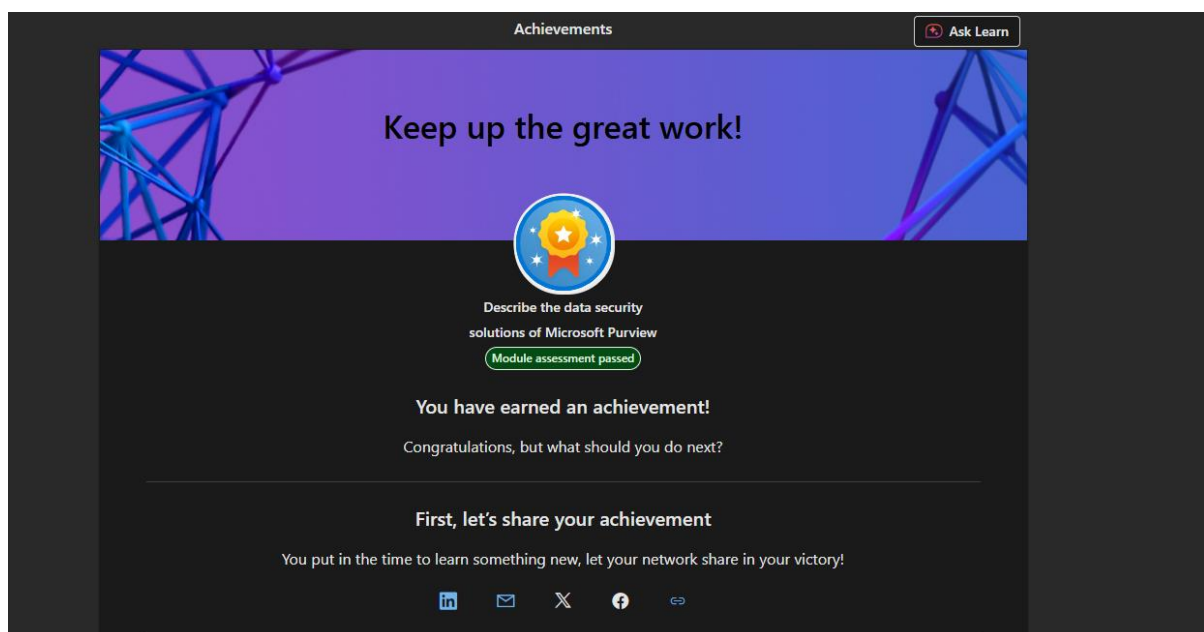 Achievements
Ask Learn
Keep up the great work!
Describe the data security
solutions of Microsoft Purview
Module assessment passed
You have earned an achievement!
Congratulations, but what should you do next?
First, let's share your achievement
You put in the time to learn something new, let your network share in your victory!